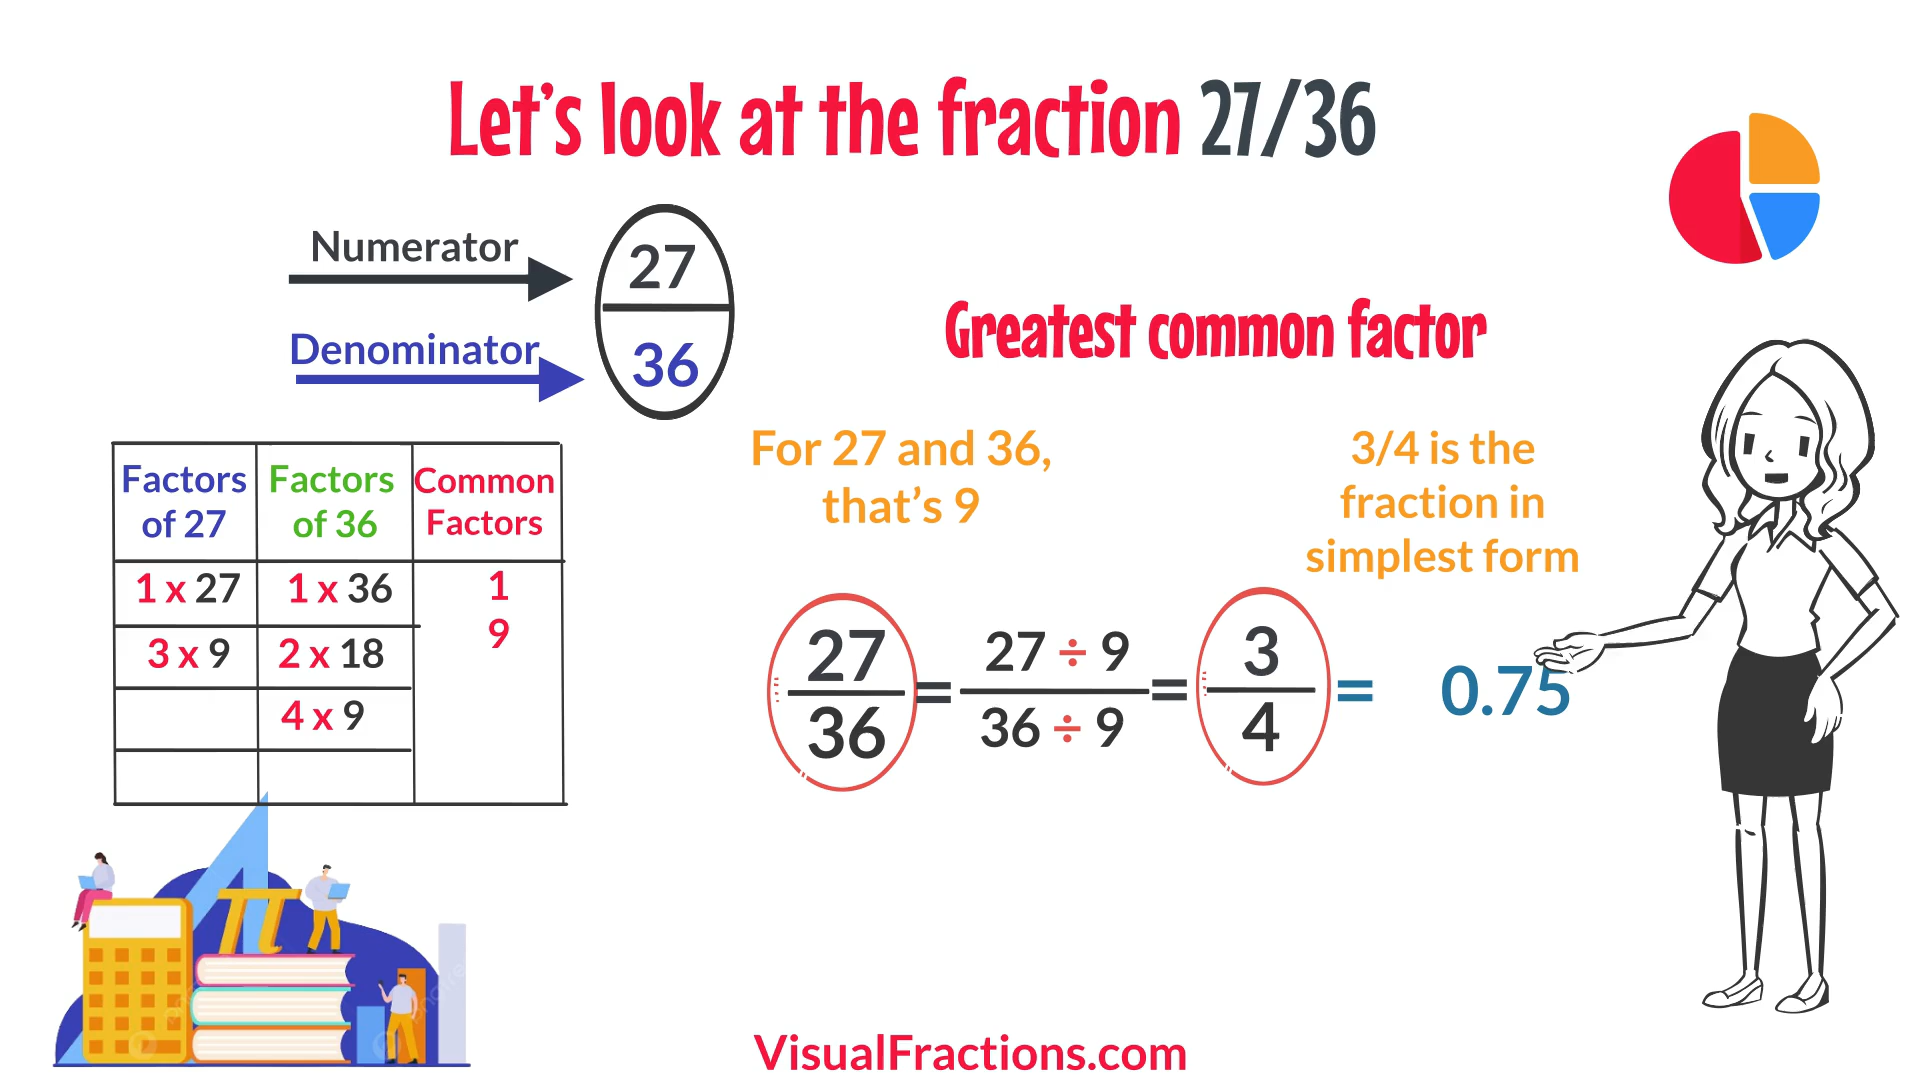 Let's look at the fraction 27/36
Numerator
27
Denominator
36
Greatest common factor
For 27 and 36,
that's 9
3/4 is the
fraction in
simplest form
Factors
of 27
Factors
of 36
Common
Factors
1 x 27
1 x 36
1
3 x 9
2 x 18
9
4 x 9
27
36
=
27 ÷ 9
36 ÷ 9
=
3
4
=
0.75
π
VisualFractions.com